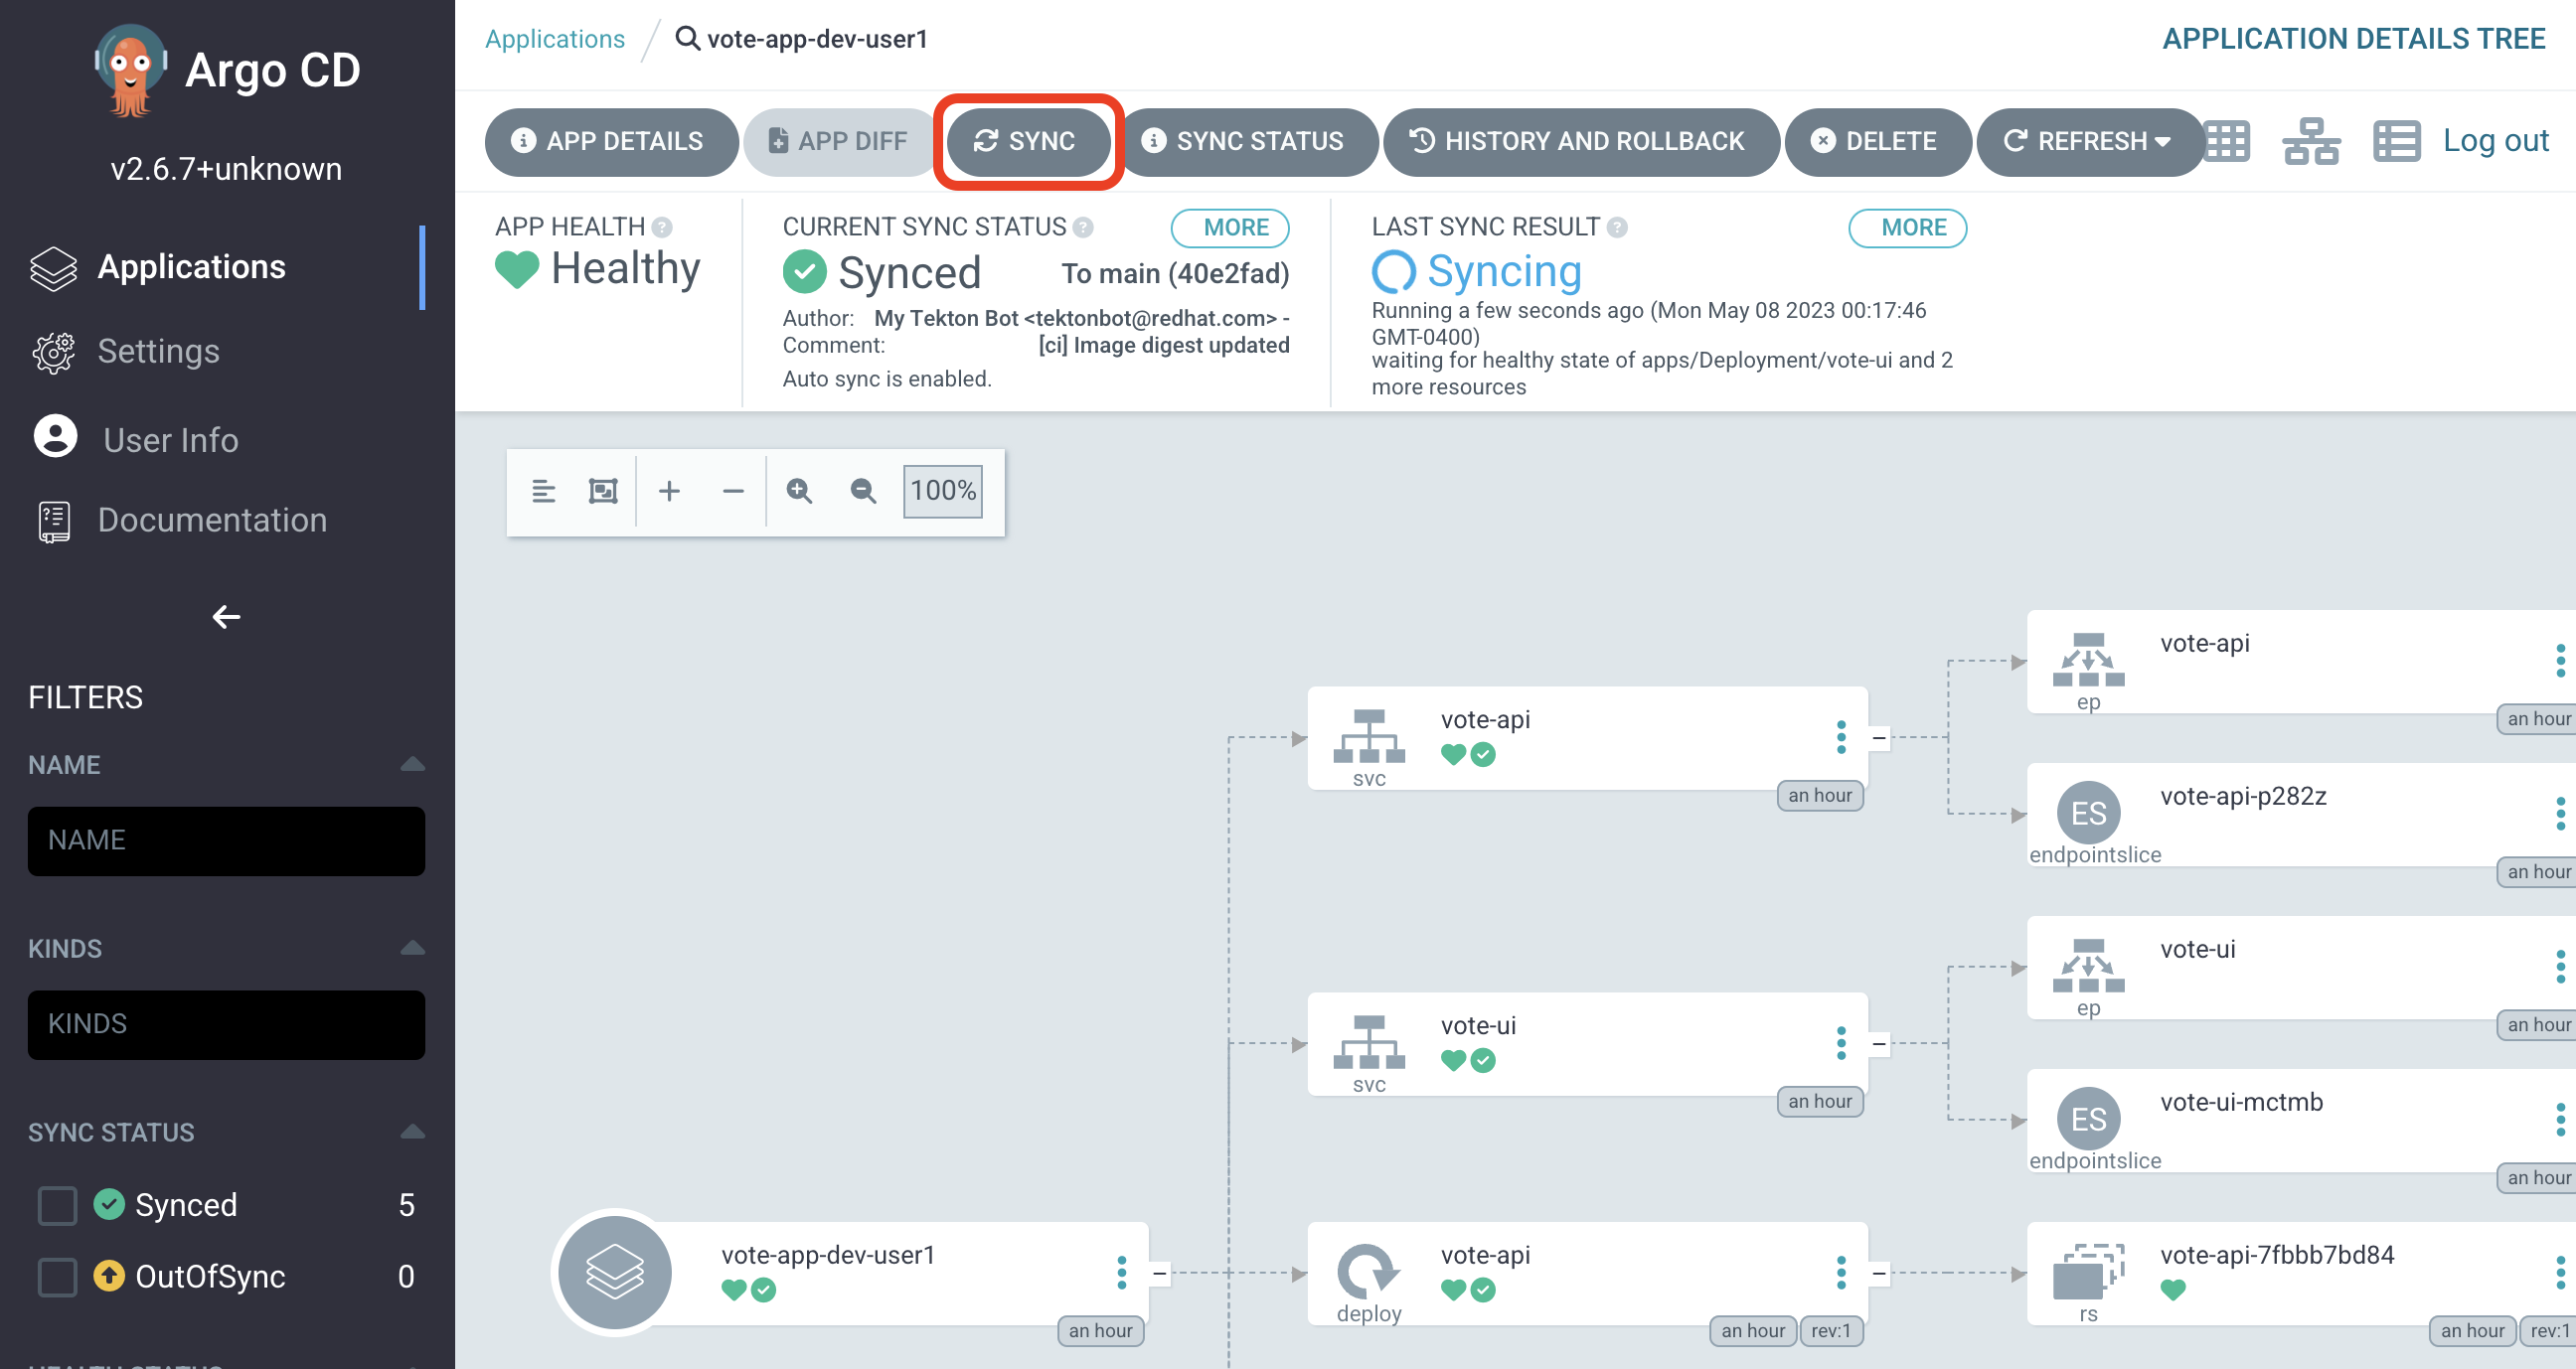 Argo CD
v2.6.7+unknown
Applications
Settings
User Info
Documentation
FILTERS
NAME
NAME
KINDS
KINDS
SYNC STATUS
Synced 5
OutOfSync 0
Applications / vote-app-dev-user1
APPLICATION DETAILS TREE
APP DETAILS APP DIFF SYNC SYNC STATUS HISTORY AND ROLLBACK DELETE REFRESH Log out
APP HEALTH
Healthy
CURRENT SYNC STATUS MORE
Synced To main (40e2fad)
Author: My Tekton Bot <tektonbot@redhat.com> -
Comment: [ci] Image digest updated
Auto sync is enabled.
LAST SYNC RESULT MORE
Syncing
Running a few seconds ago (Mon May 08 2023 00:17:46
GMT-0400)
waiting for healthy state of apps/Deployment/vote-ui and 2
more resources
100%
vote-api
ep
an hour
vote-api
svc
an hour
ES
vote-api-p282z
endpointslice
an hour
vote-ui
ep
an hour
vote-ui
svc
an hour
ES
vote-ui-mctmb
endpointslice
an hour
vote-app-dev-user1
an hour
vote-api
deploy
an hour rev:1
vote-api-7fbbb7bd84
rs
an hour rev:1